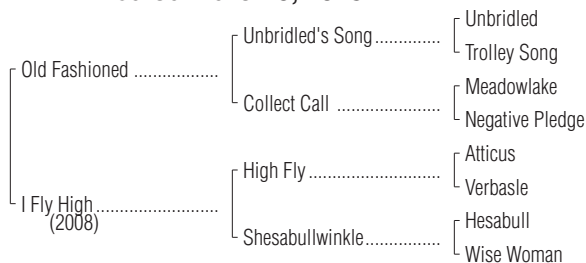 Unbridled
Unbridled's Song
Trolley Song
Old Fashioned
Meadowlake
Collect Call
Negative Pledge
Atticus
High Fly
Verbasle
I Fly High
(2008)
Hesabull
Shesabullwinkle
Wise Woman